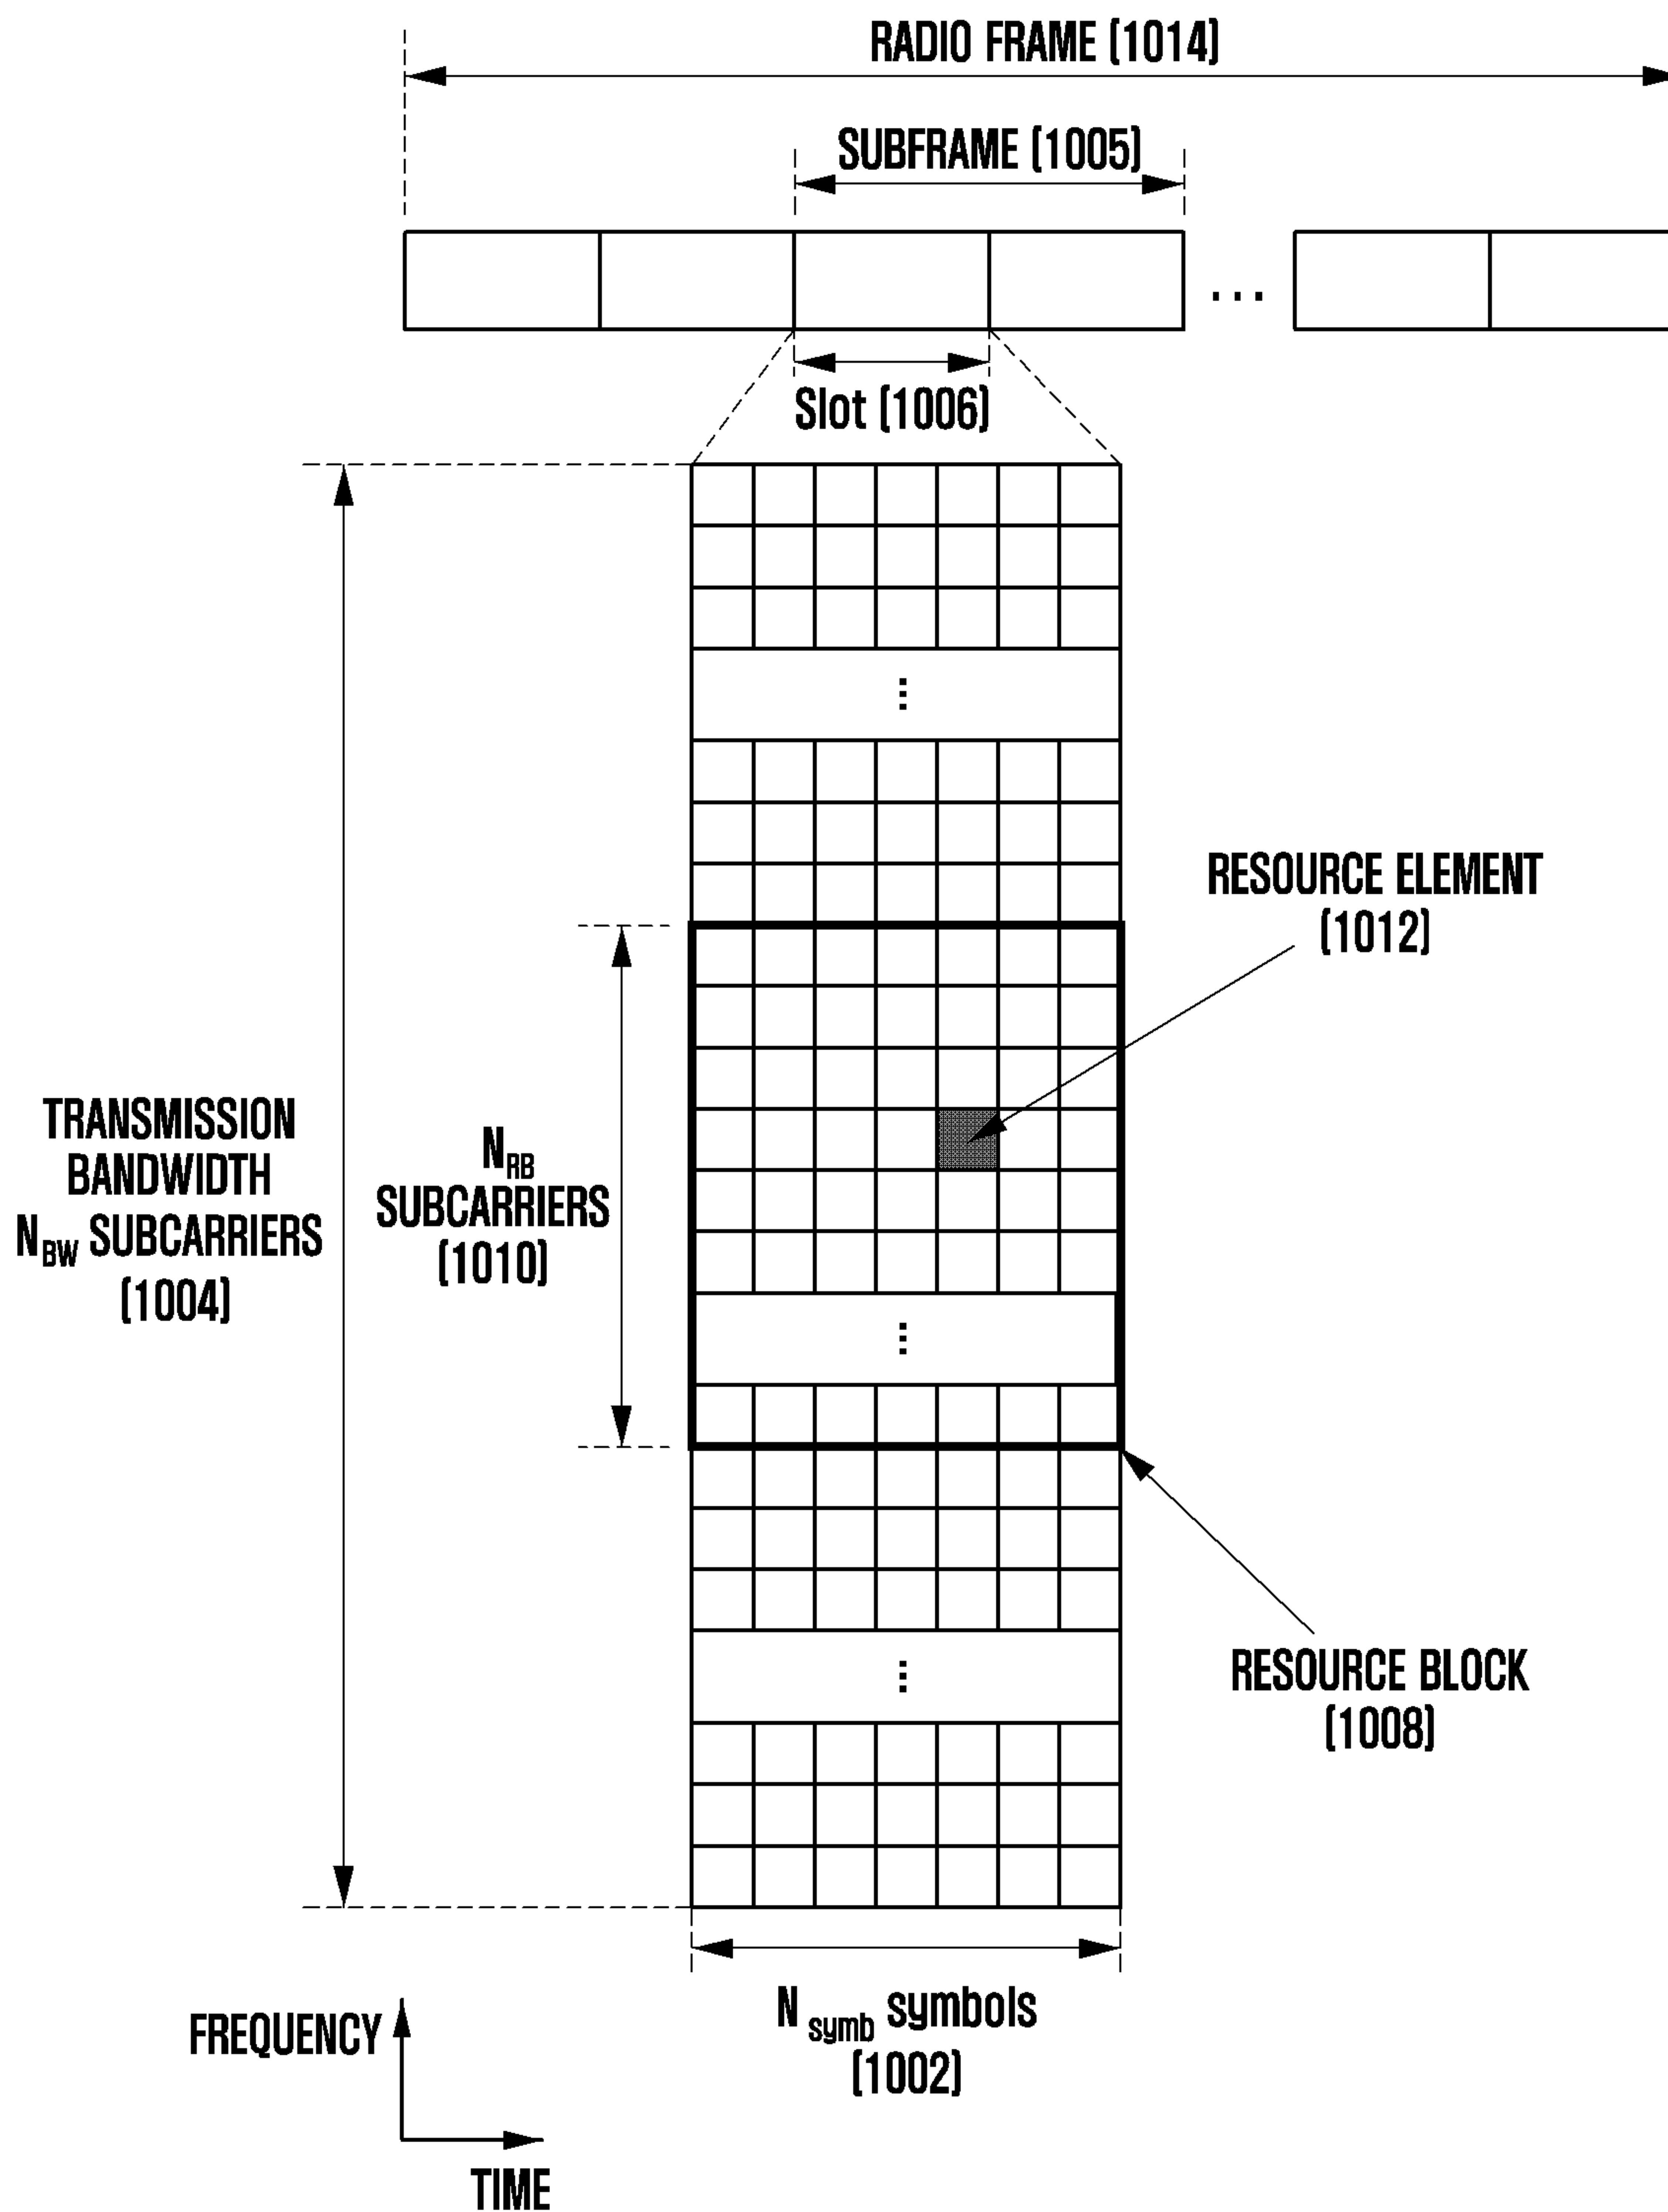 RADIO FRAME (1014)
SUBFRAME (1005)
...
Slot (1006)
RESOURCE ELEMENT
(1012)
TRANSMISSION
BANDWIDTH
N_BW SUBCARRIERS
(1004)
N_RB
SUBCARRIERS
(1010)
RESOURCE BLOCK
(1008)
N_symb symbols
(1002)
FREQUENCY
TIME